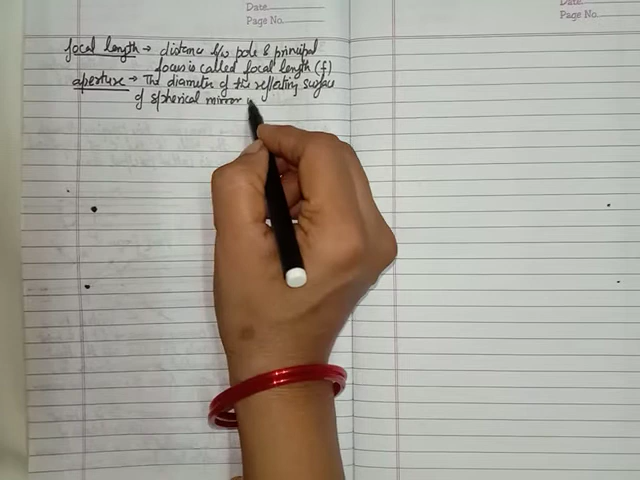 Date
Page No.
Date
Page No.
focal length → distance b/w pole & principal
focus is called focal length (f)
aperture → The diameter of the reflecting surface
of spherical mirror